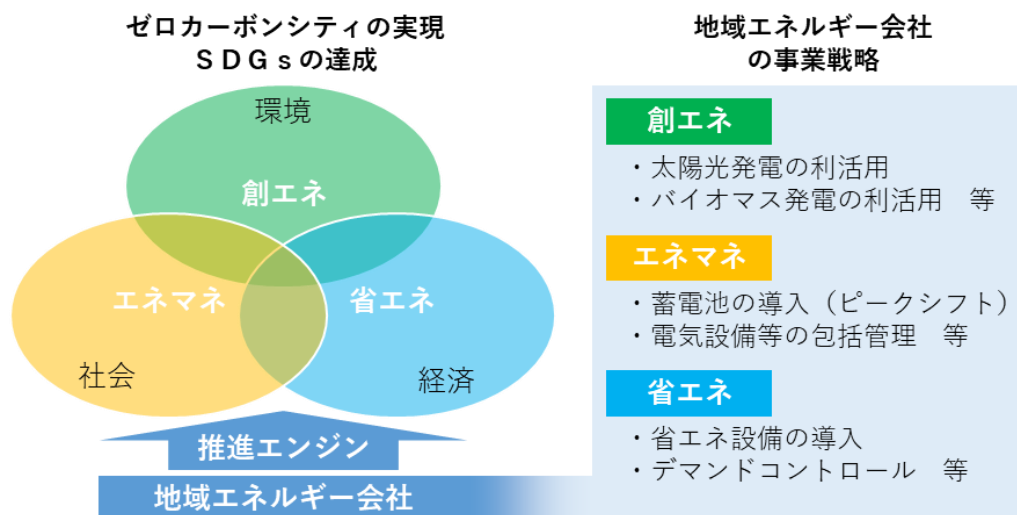 ゼロカーボンシティの実現
ＳＤＧｓの達成
環境
創エネ
エネマネ
省エネ
社会
経済
推進エンジン
地域エネルギー会社
地域エネルギー会社
の事業戦略
創エネ
・太陽光発電の利活用
・バイオマス発電の利活用　等
エネマネ
・蓄電池の導入（ピークシフト）
・電気設備等の包括管理　等
省エネ
・省エネ設備の導入
・デマンドコントロール　等